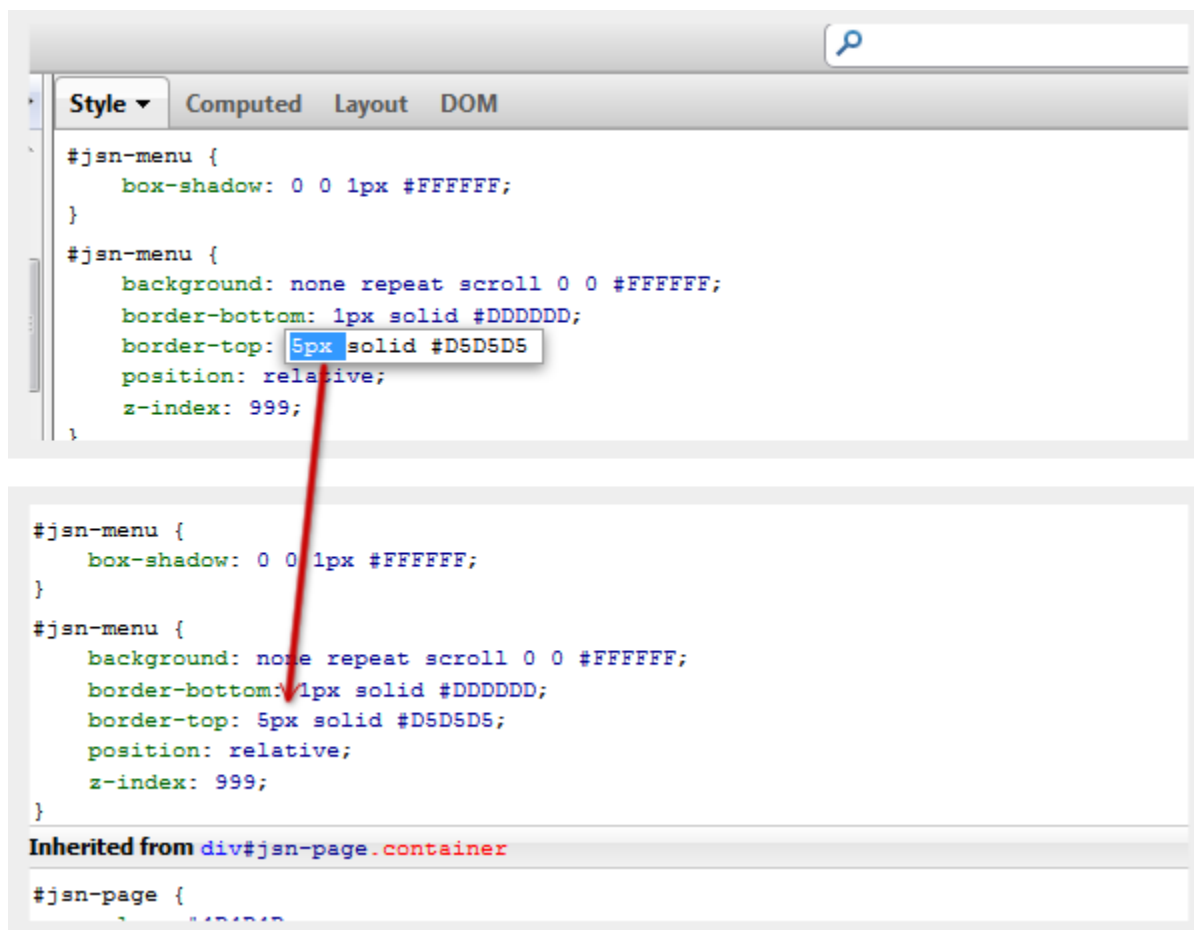 Style ▼ Computed Layout DOM
#jsn-menu {
box-shadow: 0 0 1px #FFFFFF;
}
#jsn-menu {
background: none repeat scroll 0 0 #FFFFFF;
border-bottom: 1px solid #DDDDDD;
border-top: 5px solid #D5D5D5
position: relative;
z-index: 999;
}
#jsn-menu {
box-shadow: 0 0 1px #FFFFFF;
}
#jsn-menu {
background: none repeat scroll 0 0 #FFFFFF;
border-bottom: 1px solid #DDDDDD;
border-top: 5px solid #D5D5D5;
position: relative;
z-index: 999;
}
Inherited from div#jsn-page.container
#jsn-page {